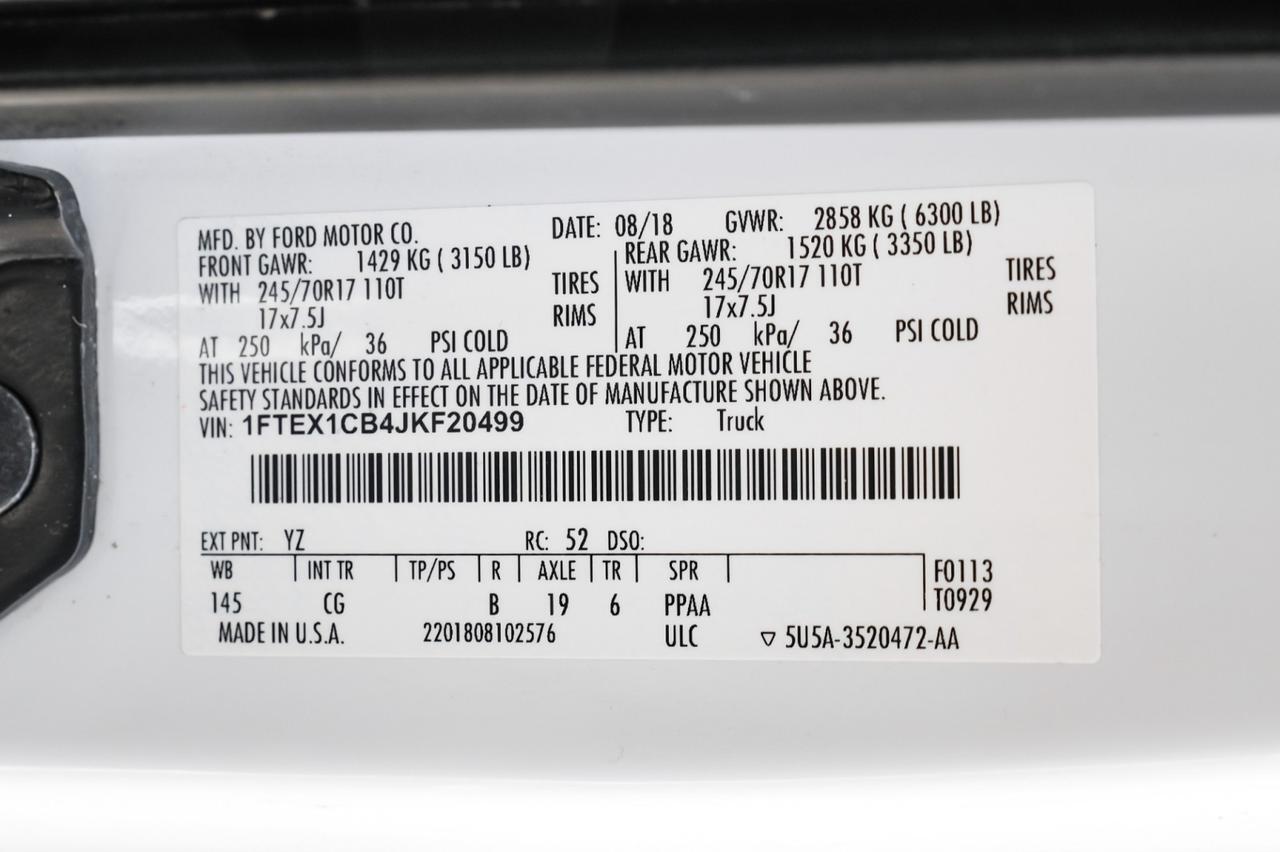 MFD. BY FORD MOTOR CO. DATE: 08/18 GVWR: 2858 KG ( 6300 LB)
FRONT GAWR: 1429 KG ( 3150 LB) REAR GAWR: 1520 KG ( 3350 LB)
WITH 245/70R17 110T TIRES WITH 245/70R17 110T TIRES
17x7.5J RIMS 17x7.5J RIMS
AT 250 kPa/ 36 PSI COLD AT 250 kPa/ 36 PSI COLD
THIS VEHICLE CONFORMS TO ALL APPLICABLE FEDERAL MOTOR VEHICLE
SAFETY STANDARDS IN EFFECT ON THE DATE OF MANUFACTURE SHOWN ABOVE.
VIN: 1FTEX1CB4JKF20499 TYPE: Truck
EXT PNT: YZ RC: 52 DSO:
WB INT TR TP/PS R AXLE TR SPR F0113
145 CG B 19 6 PPAA T0929
MADE IN U.S.A. 2201808102576 ULC ▽ 5U5A-3520472-AA